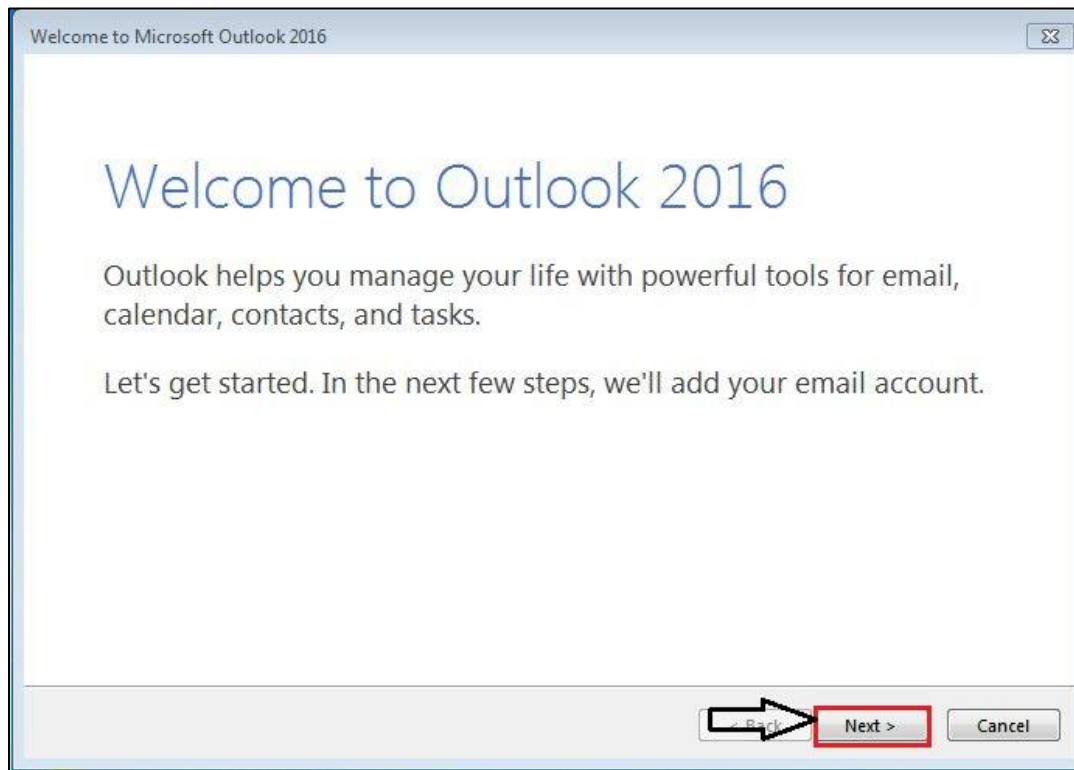 Welcome to Microsoft Outlook 2016
Welcome to Outlook 2016
Outlook helps you manage your life with powerful tools for email,
calendar, contacts, and tasks.
Let's get started. In the next few steps, we'll add your email account.
< Back Next > Cancel